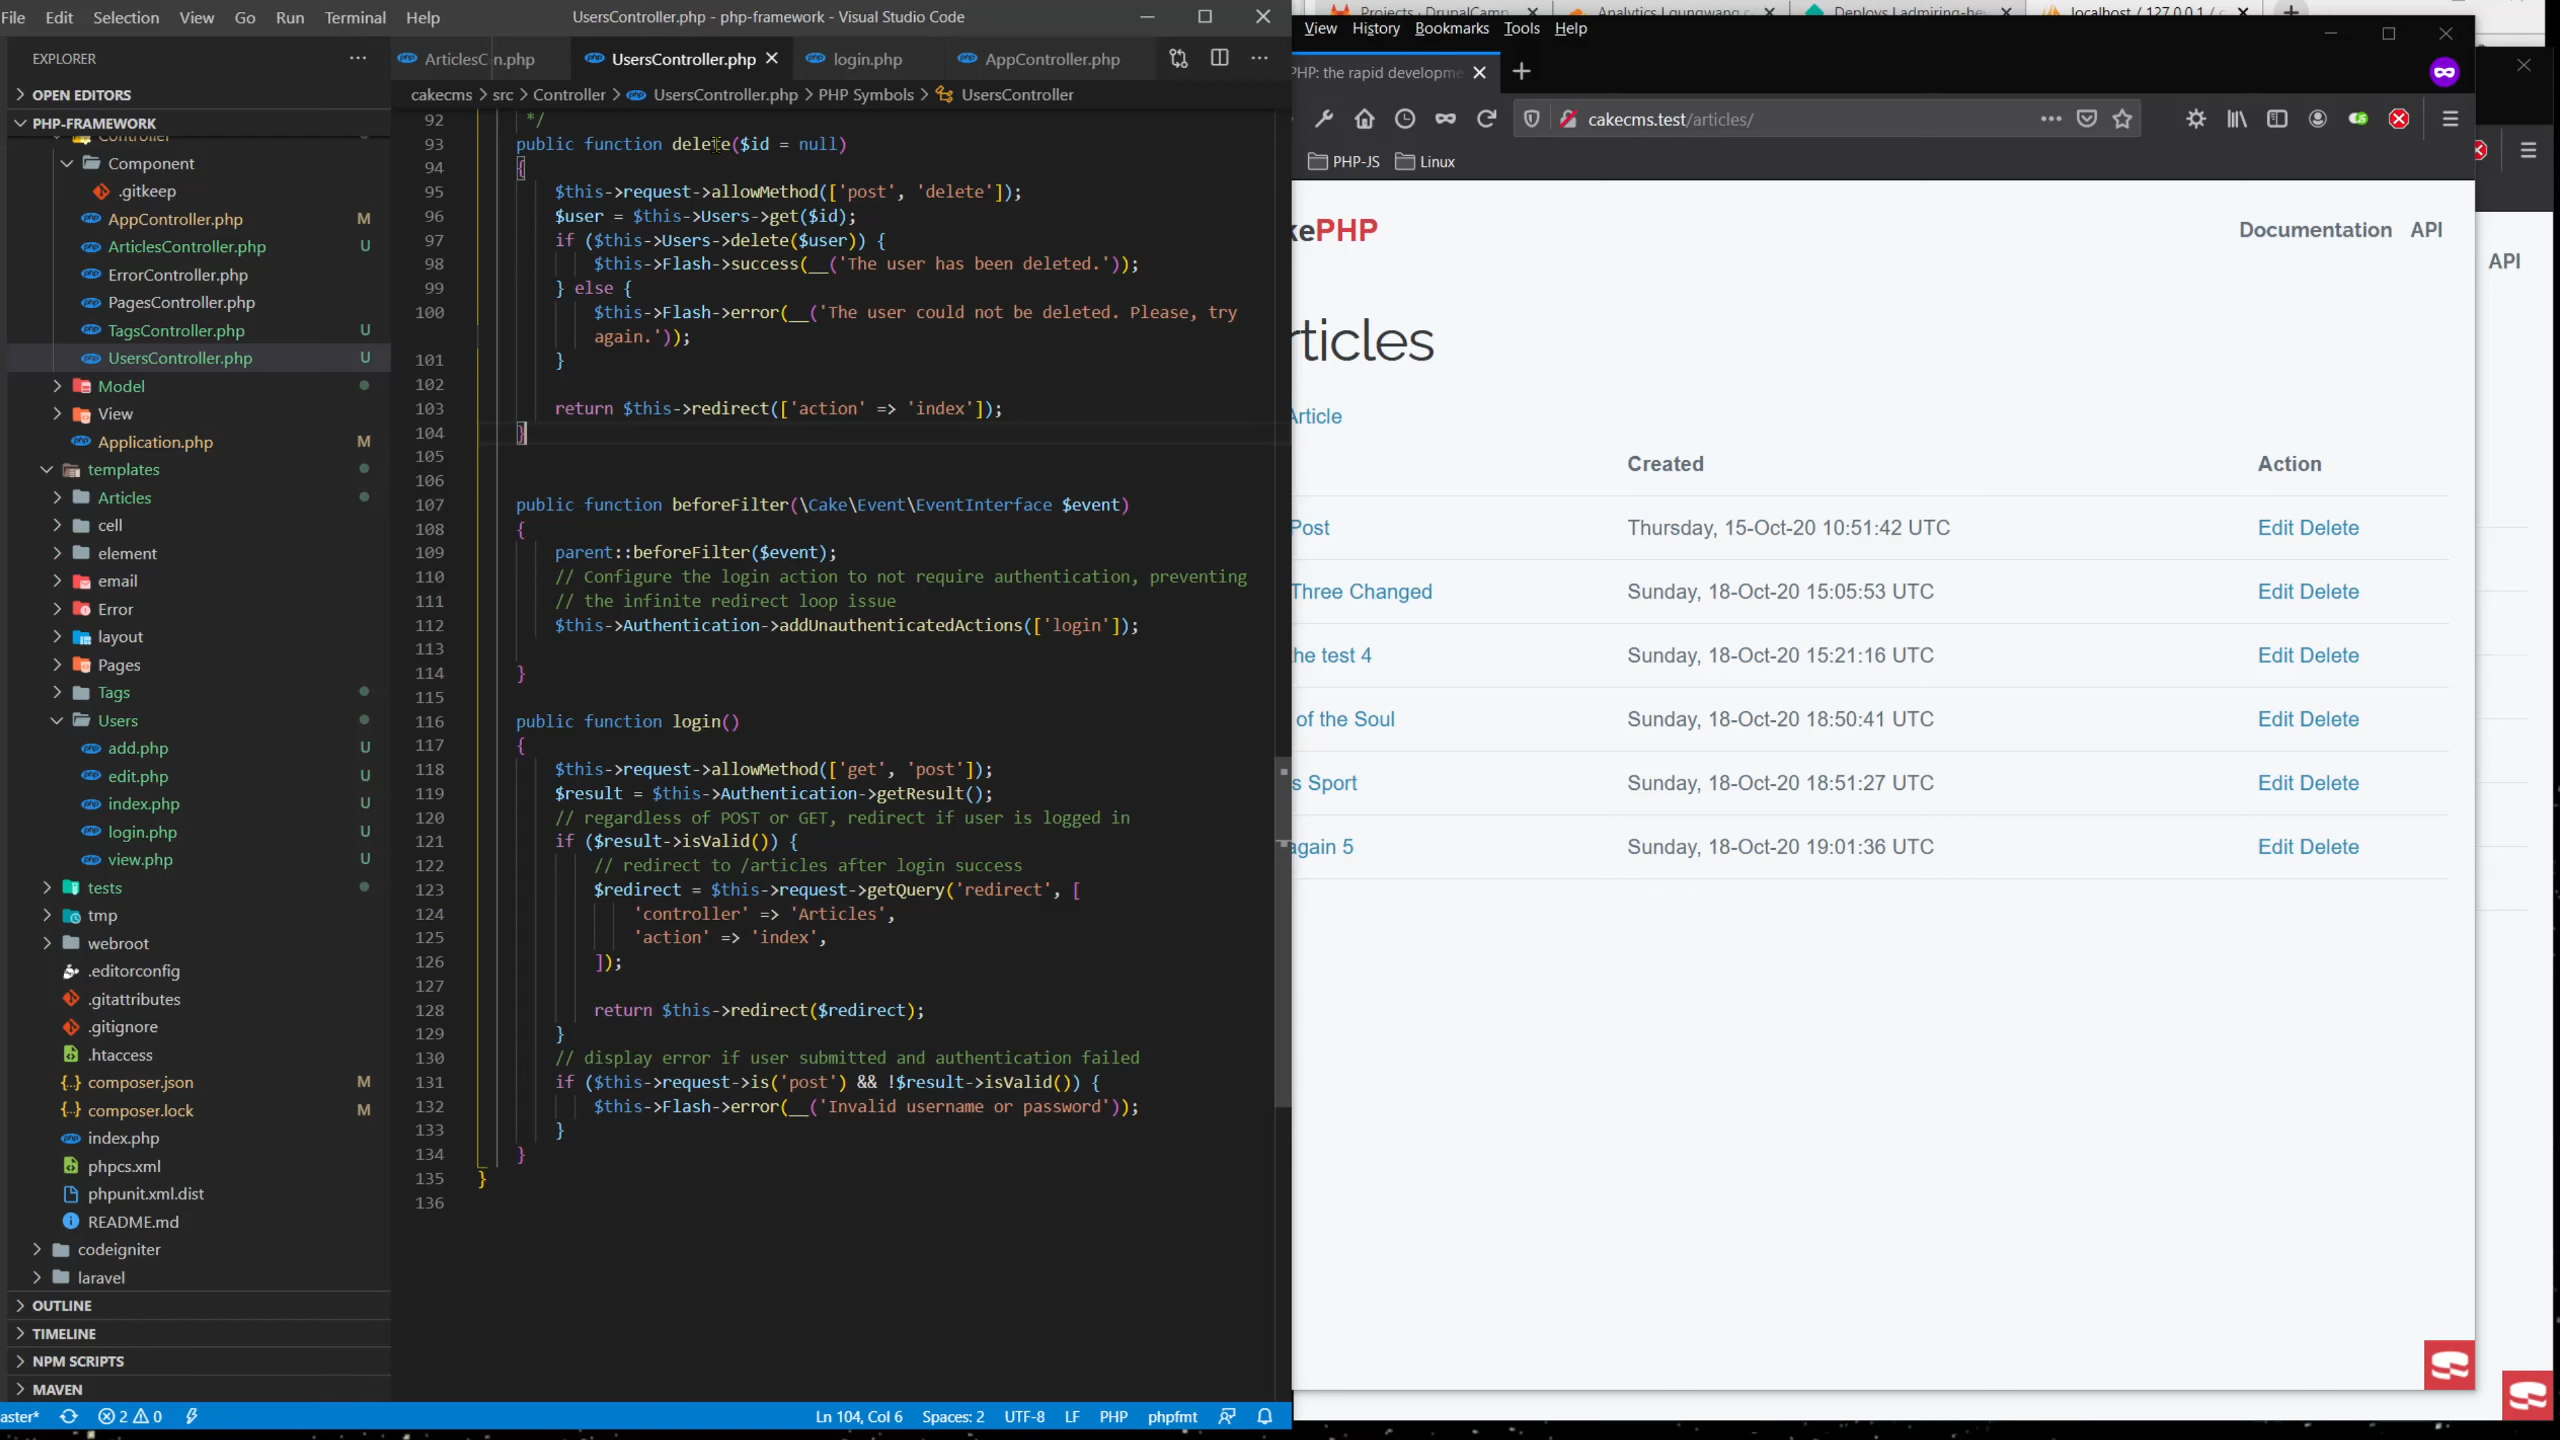 File Edit Selection View Go Run Terminal Help
UsersController.php - php-framework - Visual Studio Code
EXPLORER
OPEN EDITORS
PHP-FRAMEWORK
Controller
Component
.gitkeep
AppController.php M
ArticlesController.php U
ErrorController.php
PagesController.php
TagsController.php U
UsersController.php U
Model
View
Application.php M
templates
Articles
cell
element
email
Error
layout
Pages
Tags
Users
add.php U
edit.php U
index.php U
login.php U
view.php U
tests
tmp
webroot
.editorconfig
.gitattributes
.gitignore
.htaccess
composer.json M
composer.lock M
index.php
phpcs.xml
phpunit.xml.dist
README.md
codeigniter
laravel
OUTLINE
TIMELINE
NPM SCRIPTS
MAVEN
ArticlesC n.php UsersController.php login.php AppController.php
cakecms > src > Controller > UsersController.php > PHP Symbols > UsersController
92 */
93 public function delete($id = null)
94 {
95 $this->request->allowMethod(['post', 'delete']);
96 $user = $this->Users->get($id);
97 if ($this->Users->delete($user)) {
98 $this->Flash->success(__('The user has been deleted.'));
99 } else {
100 $this->Flash->error(__('The user could not be deleted. Please, try
again.'));
101 }
102
103 return $this->redirect(['action' => 'index']);
104 }
105
106
107 public function beforeFilter(\Cake\Event\EventInterface $event)
108 {
109 parent::beforeFilter($event);
110 // Configure the login action to not require authentication, preventing
111 // the infinite redirect loop issue
112 $this->Authentication->addUnauthenticatedActions(['login']);
113
114 }
115
116 public function login()
117 {
118 $this->request->allowMethod(['get', 'post']);
119 $result = $this->Authentication->getResult();
120 // regardless of POST or GET, redirect if user is logged in
121 if ($result->isValid()) {
122 // redirect to /articles after login success
123 $redirect = $this->request->getQuery('redirect', [
124 'controller' => 'Articles',
125 'action' => 'index',
126 ]);
127
128 return $this->redirect($redirect);
129 }
130 // display error if user submitted and authentication failed
131 if ($this->request->is('post') && !$result->isValid()) {
132 $this->Flash->error(__('Invalid username or password'));
133 }
134 }
135 }
136
aster* 2 0 Ln 104, Col 6 Spaces: 2 UTF-8 LF PHP phpfmt
View History Bookmarks Tools Help
PHP: the rapid developme
cakecms.test/articles/
PHP-JS Linux
kePHP
Documentation API
API
rticles
Article
Created Action
Post Thursday, 15-Oct-20 10:51:42 UTC Edit Delete
Three Changed Sunday, 18-Oct-20 15:05:53 UTC Edit Delete
he test 4 Sunday, 18-Oct-20 15:21:16 UTC Edit Delete
of the Soul Sunday, 18-Oct-20 18:50:41 UTC Edit Delete
s Sport Sunday, 18-Oct-20 18:51:27 UTC Edit Delete
again 5 Sunday, 18-Oct-20 19:01:36 UTC Edit Delete